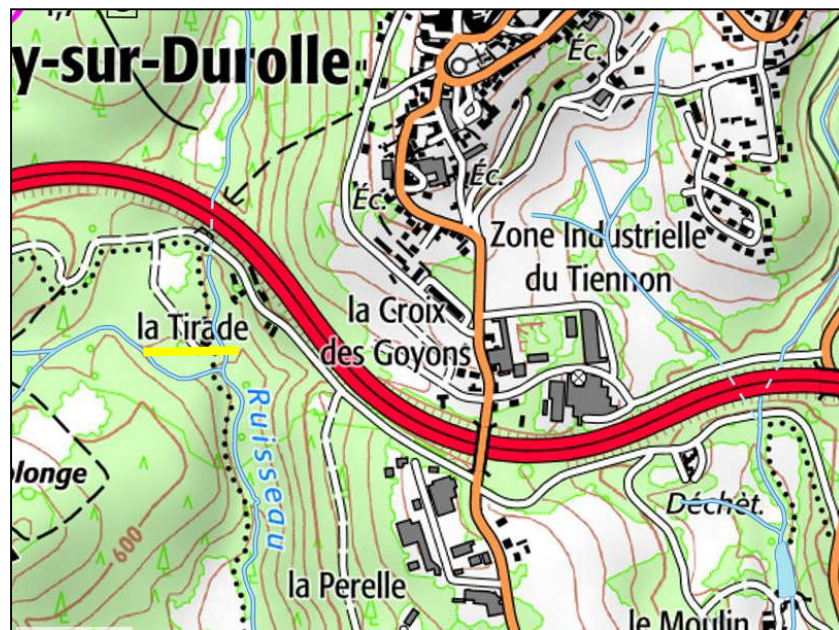 y-sur-Durolle
Éc.
Éc.
Éc.
Zone Industrielle
du Tiennon
la Croix
des Goyons
la Tirade
Ruisseau
olonge
600
Déchèt.
la Perelle
le Moulin